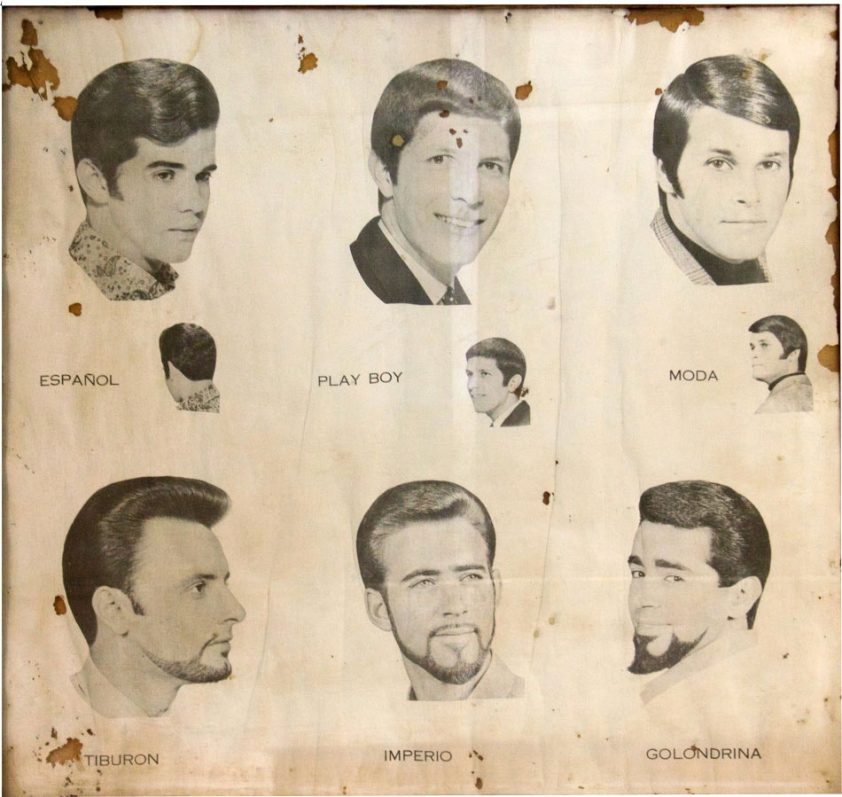 ESPAÑOL
PLAY BOY
MODA
TIBURON
IMPERIO
GOLONDRINA